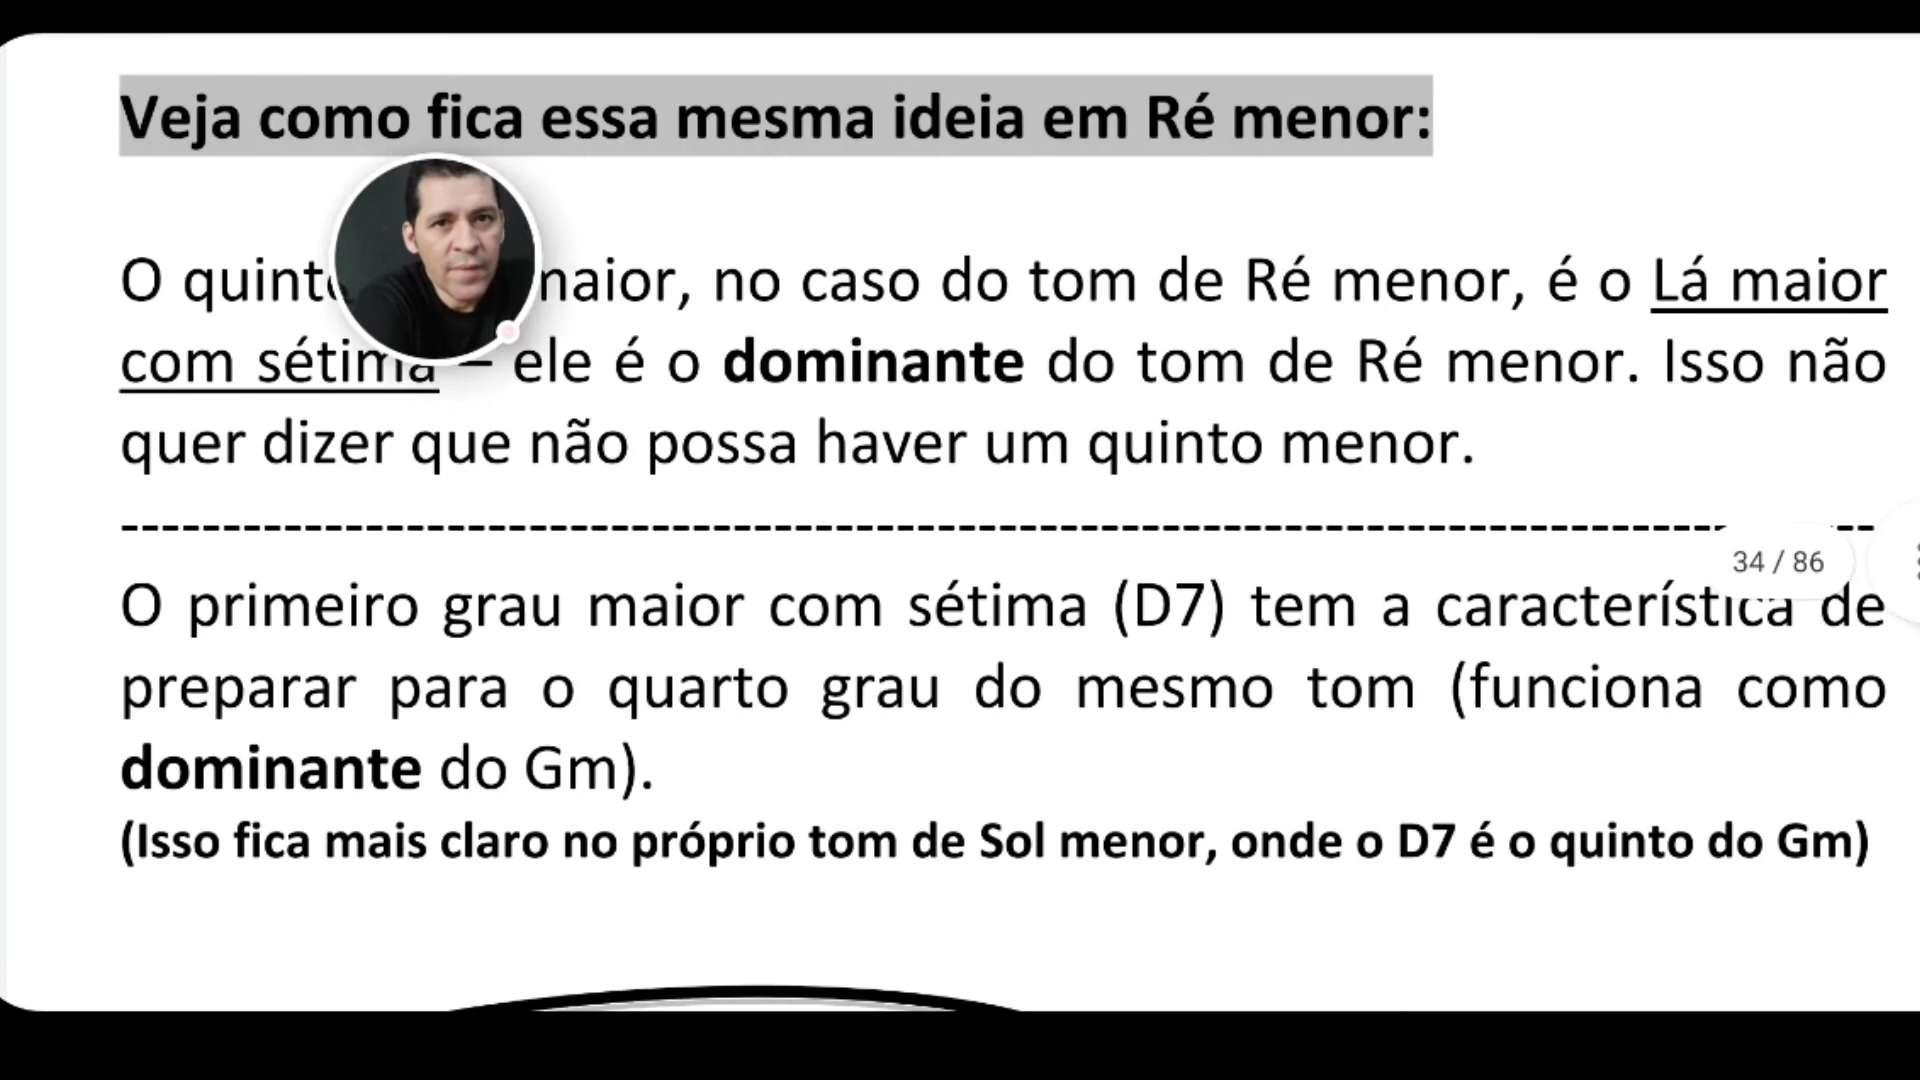 Veja como fica essa mesma ideia em Ré menor:
O maior, no caso do tom de Ré menor, é o Lá maior
com sétima – ele é o dominante do tom de Ré menor. Isso não
quer dizer que não possa haver um quinto menor.
--------------------------------------------------------------------------------------
34 / 86
O primeiro grau maior com sétima (D7) tem a característica de
preparar para o quarto grau do mesmo tom (funciona como
dominante do Gm).
(Isso fica mais claro no próprio tom de Sol menor, onde o D7 é o quinto do Gm)